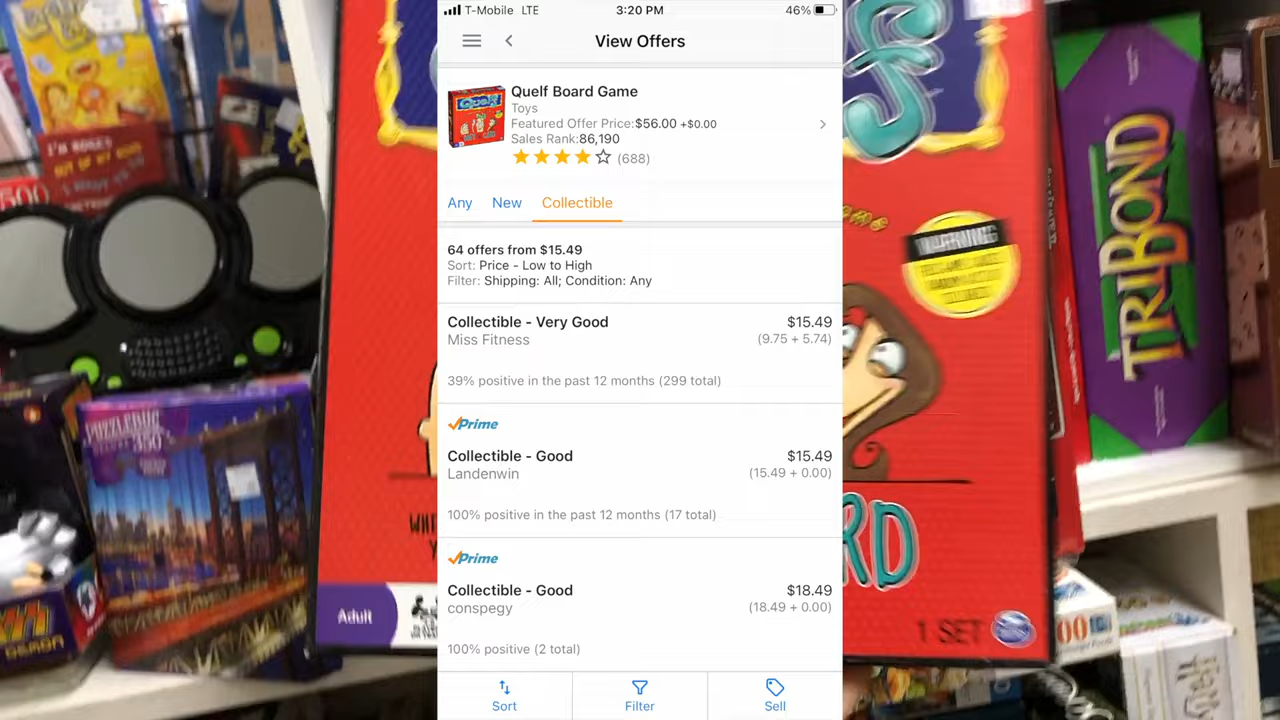 T-Mobile LTE
3:20 PM
46%
View Offers
Quelf Board Game
Toys
Featured Offer Price:$56.00 +$0.00
Sales Rank:86,190
(688)
Any New Collectible
64 offers from $15.49
Sort: Price - Low to High
Filter: Shipping: All; Condition: Any
Collectible - Very Good $15.49
Miss Fitness (9.75 + 5.74)
39% positive in the past 12 months (299 total)
Prime
Collectible - Good $15.49
Landenwin (15.49 + 0.00)
100% positive in the past 12 months (17 total)
Prime
Collectible - Good $18.49
conspegy (18.49 + 0.00)
100% positive (2 total)
Sort Filter Sell
500
PUZZLEBUG
350
Adult
WARNING
RD
1 SET
TRIBOND